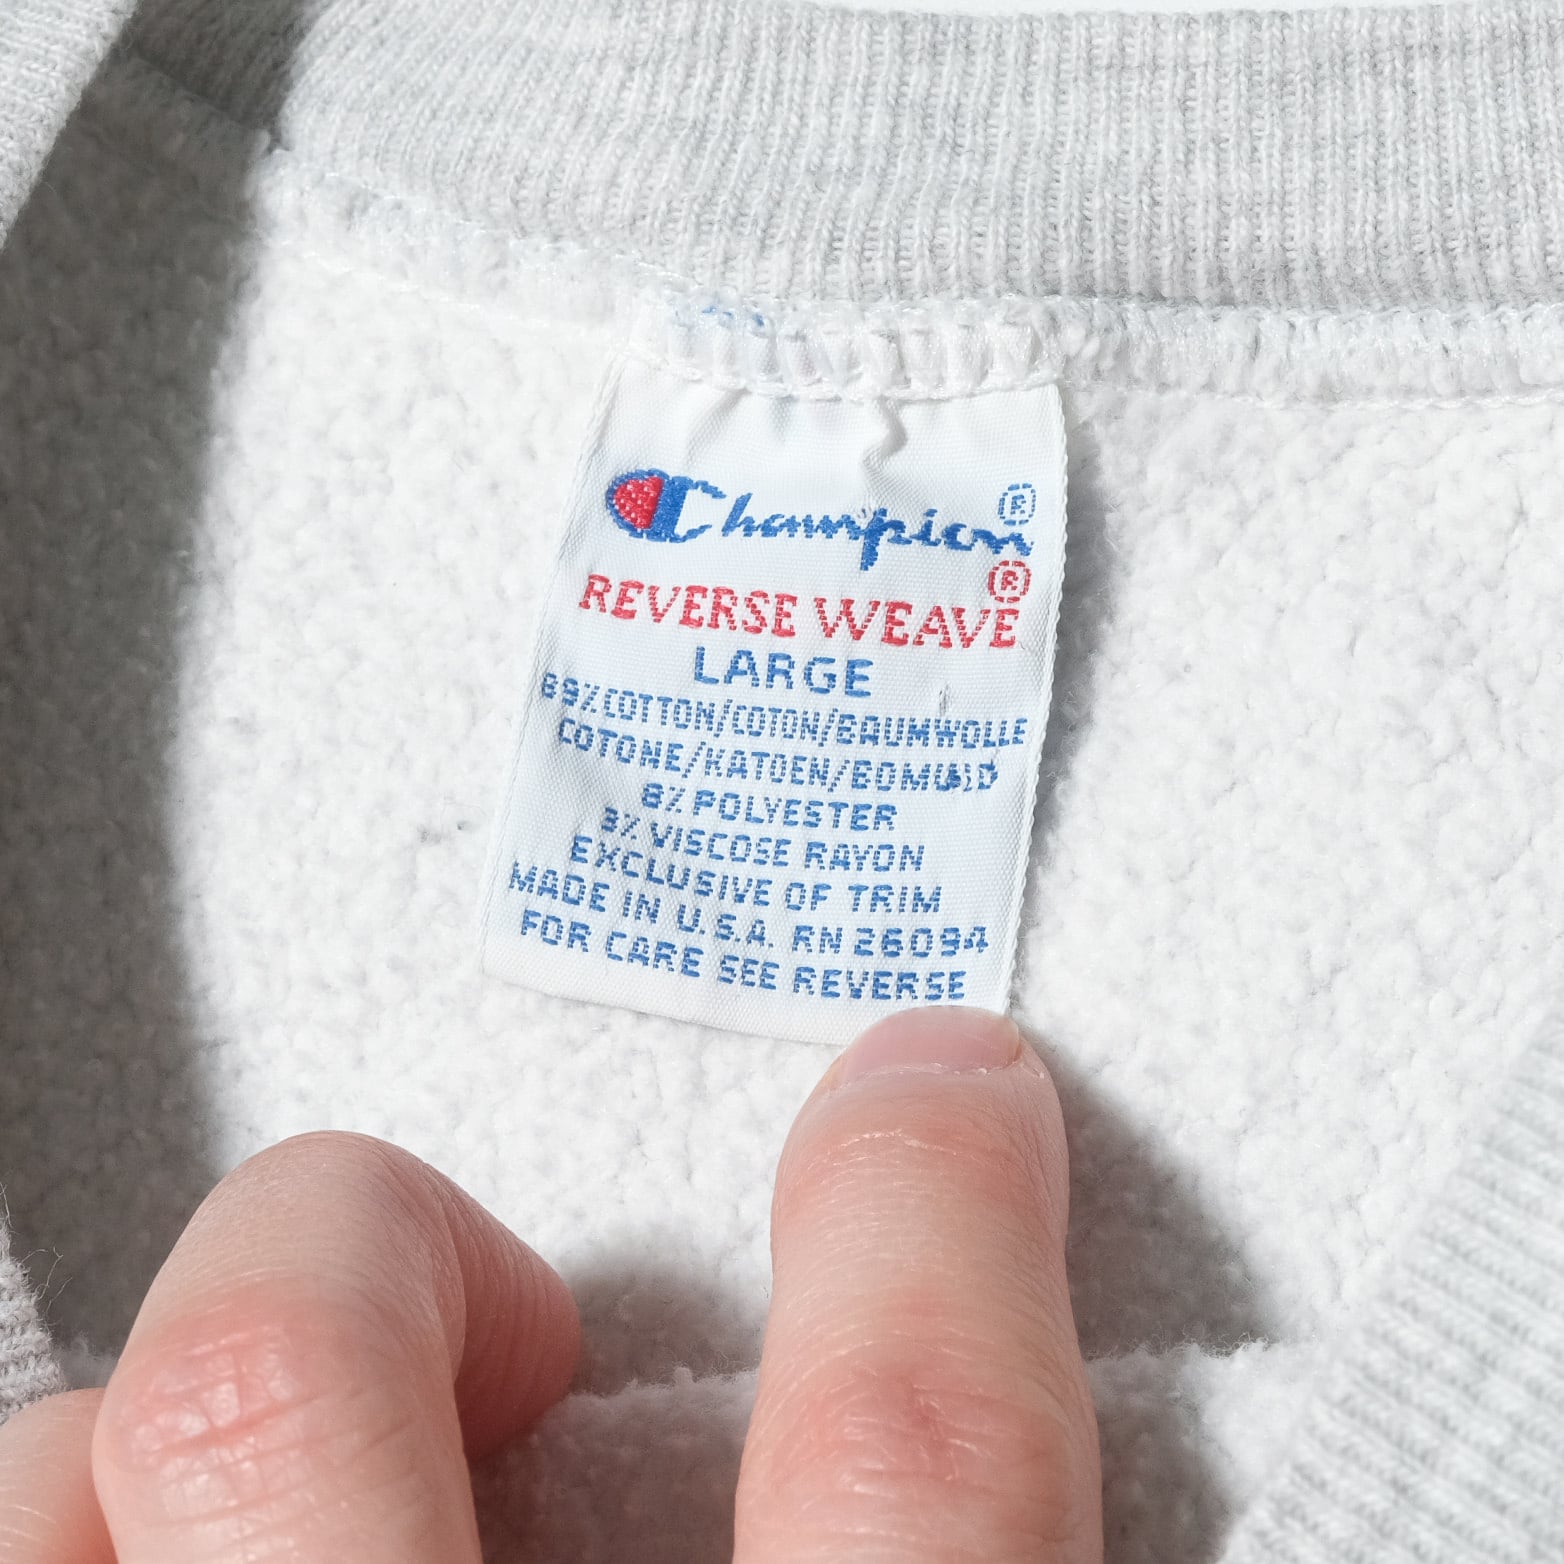 Champion®
REVERSE WEAVE®
LARGE
89% COTTON/COTON/BAUMWOLLE
COTONE/KATOEN/BOMULD
8% POLYESTER
3% VISCOSE RAYON
EXCLUSIVE OF TRIM
MADE IN U.S.A. RN 26094
FOR CARE SEE REVERSE